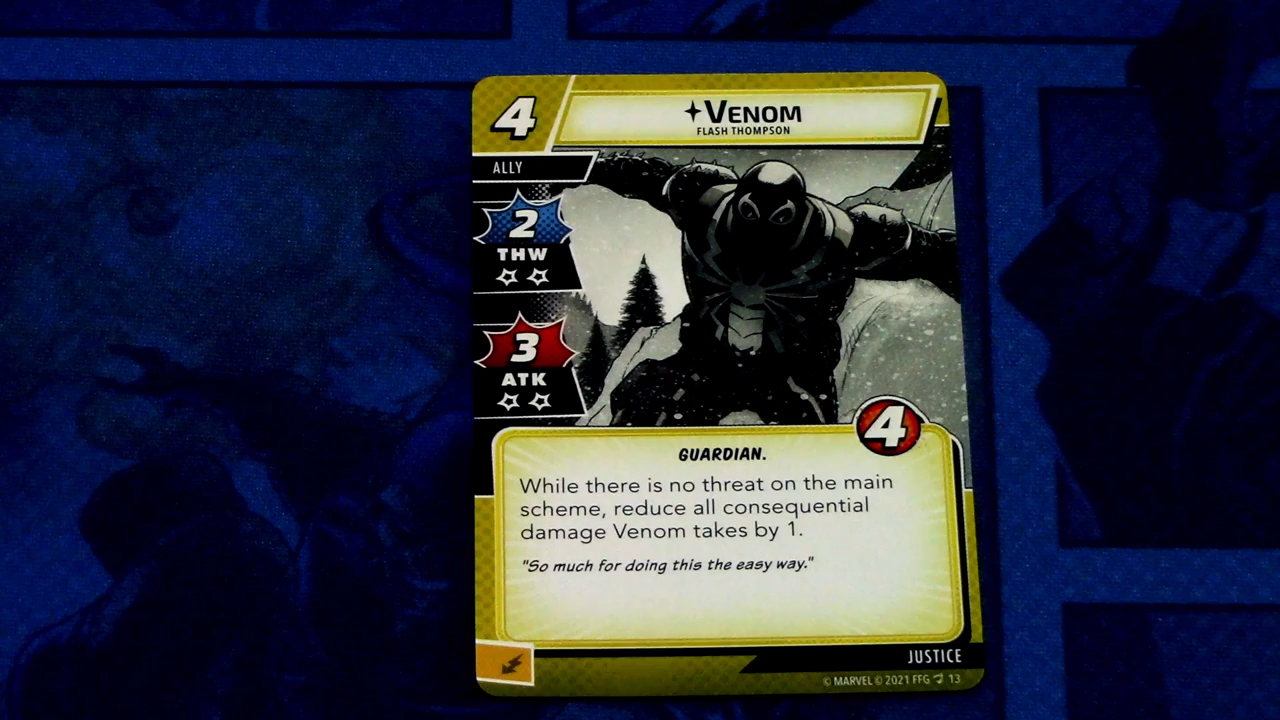 4
VENOM
FLASH THOMPSON
ALLY
2
THW
3
ATK
4
GUARDIAN.
While there is no threat on the main
scheme, reduce all consequential
damage Venom takes by 1.
"So much for doing this the easy way."
JUSTICE
© MARVEL © 2021 FFG 13